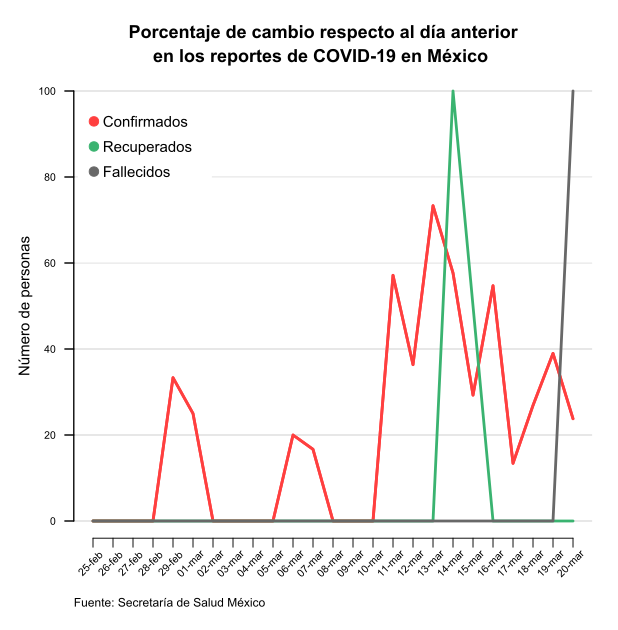 Porcentaje de cambio respecto al día anterior
en los reportes de COVID-19 en México
Número de personas
100
80
60
40
20
0
Confirmados
Recuperados
Fallecidos
25-feb
26-feb
27-feb
28-feb
29-feb
01-mar
02-mar
03-mar
04-mar
05-mar
06-mar
07-mar
08-mar
09-mar
10-mar
11-mar
12-mar
13-mar
14-mar
15-mar
16-mar
17-mar
18-mar
19-mar
20-mar
Fuente: Secretaría de Salud México